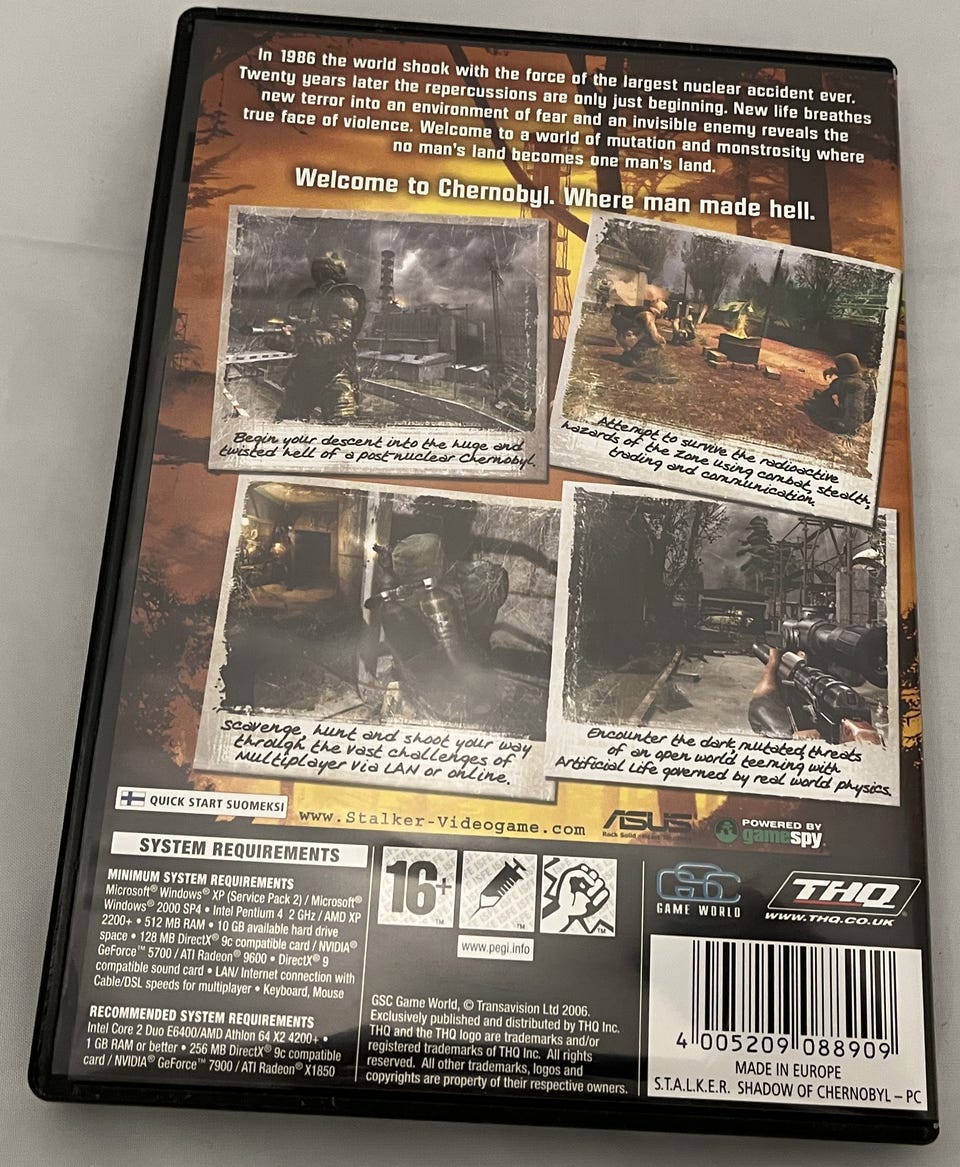 In 1986 the world shook with the force of the largest nuclear accident ever.
Twenty years later the repercussions are only just beginning. New life breathes
new terror into an environment of fear and an invisible enemy reveals the
true face of violence. Welcome to a world of mutation and monstrosity where
no man's land becomes one man's land.
Welcome to Chernobyl. Where man made hell.
Begin your descent into the huge and
twisted hell of a post nuclear Chernobyl.
Attempt to survive the radioactive
hazards of the zone using combat, stealth,
trading and communication.
Scavenge, hunt and shoot your way
through the vast challenges of
Multiplayer via LAN or online.
Encounter the dark, mutated threats
of an open world teeming with
Artificial Life governed by real world physics.
QUICK START SUOMEKSI
www.Stalker-Videogame.com
ASUS
POWERED BY
gamespy.
SYSTEM REQUIREMENTS
MINIMUM SYSTEM REQUIREMENTS
Microsoft® Windows® XP (Service Pack 2) / Microsoft®
Windows® 2000 SP4 • Intel Pentium 4 2 GHz / AMD XP
2200+ • 512 MB RAM • 10 GB available hard drive
space • 128 MB DirectX® 9c compatible card / NVIDIA®
GeForce™ 5700 / ATI Radeon® 9600 • DirectX® 9
compatible sound card • LAN/ Internet connection with
Cable/DSL speeds for multiplayer • Keyboard, Mouse
RECOMMENDED SYSTEM REQUIREMENTS
Intel Core 2 Duo E6400/AMD Athlon 64 X2 4200+ •
1 GB RAM or better • 256 MB DirectX® 9c compatible
card / NVIDIA® GeForce™ 7900 / ATI Radeon® X1850
16+
www.pegi.info
GSC
GAME WORLD
THQ
WWW.THQ.CO.UK
GSC Game World, © Transavision Ltd 2006.
Exclusively published and distributed by THQ Inc.
THQ and the THQ logo are trademarks and/or
registered trademarks of THQ Inc. All rights
reserved. All other trademarks, logos and
copyrights are property of their respective owners.
4 005209 088909
MADE IN EUROPE
S.T.A.L.K.E.R. SHADOW OF CHERNOBYL – PC